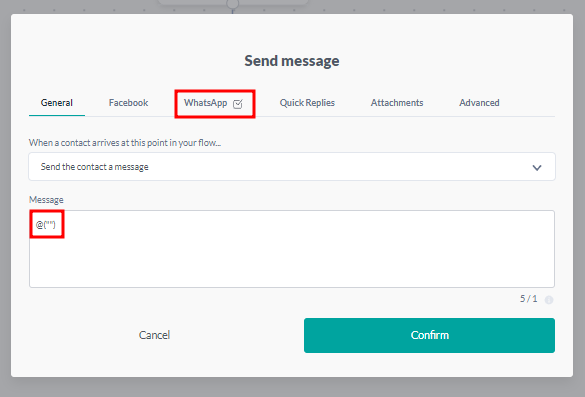 Send message
General Facebook WhatsApp Quick Replies Attachments Advanced
When a contact arrives at this point in your flow...
Send the contact a message
Message
@("")
5 / 1
Cancel Confirm